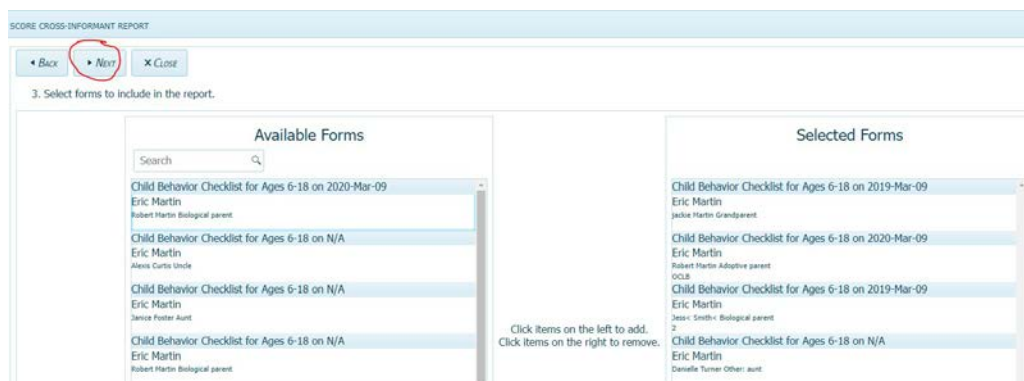 SCORE CROSS-INFORMANT REPORT
BACK
NEXT
CLOSE
3. Select forms to include in the report.
Available Forms
Search
Child Behavior Checklist for Ages 6-18 on 2020-Mar-09
Eric Martin
Robert Martin Biological parent
Child Behavior Checklist for Ages 6-18 on N/A
Eric Martin
Alexis Curtis Uncle
Child Behavior Checklist for Ages 6-18 on N/A
Eric Martin
Janice Foster Aunt
Child Behavior Checklist for Ages 6-18 on N/A
Eric Martin
Robert Martin Biological parent
Click items on the left to add.
Click items on the right to remove.
Selected Forms
Child Behavior Checklist for Ages 6-18 on 2019-Mar-09
Eric Martin
Jackie Martin Grandparent
Child Behavior Checklist for Ages 6-18 on 2020-Mar-09
Eric Martin
Robert Martin Adoptive parent
OCLB
Child Behavior Checklist for Ages 6-18 on 2019-Mar-09
Eric Martin
Jess< Smith< Biological parent
2
Child Behavior Checklist for Ages 6-18 on N/A
Eric Martin
Danielle Turner Other: aunt